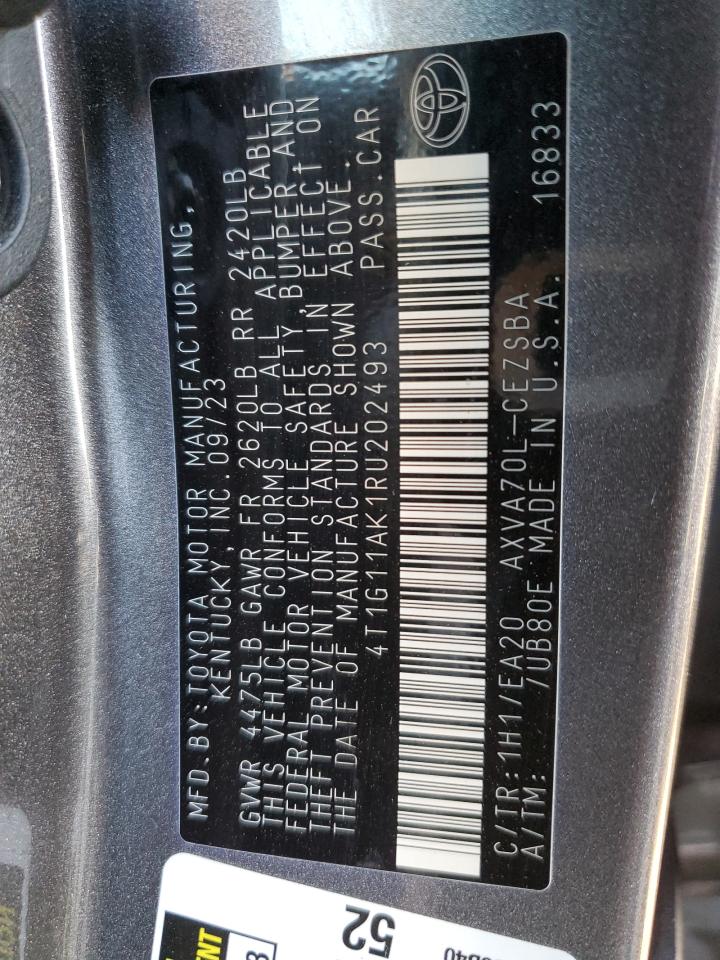 MFD.BY:TOYOTA MOTOR MANUFACTURING,
KENTUCKY, INC.09/23
GVWR 4475LB GAWR FR 2620LB RR 2420LB
THIS VEHICLE CONFORMS TO ALL APPLICABLE
FEDERAL MOTOR VEHICLE SAFETY, BUMPER AND
THEFT PREVENTION STANDARDS IN EFFECT ON
THE DATE OF MANUFACTURE SHOWN ABOVE.
4T1G11AK1RU202493 PASS.CAR
C/TR:1H1/EA20 AXVA70L-CEZSBA
A/TM: /UB80E MADE IN U.S.A. 16833
52